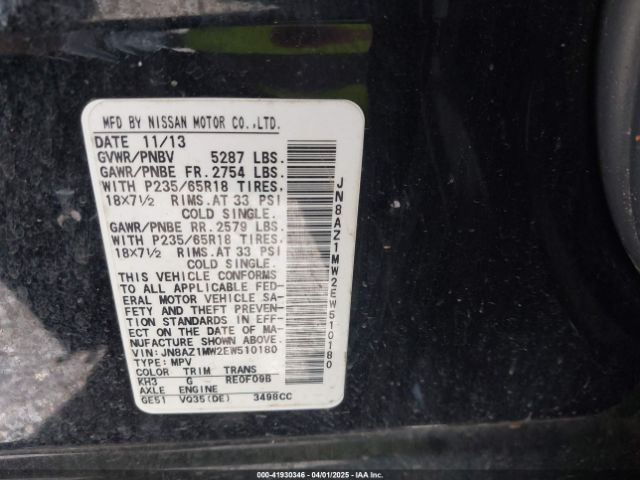 MFD BY NISSAN MOTOR CO.,LTD.
DATE 11/13
GVWR/PNBV 5287 LBS.
GAWR/PNBE FR. 2754 LBS.
WITH P235/65R18 TIRES.
18X7½ RIMS. AT 33 PSI
COLD SINGLE.
GAWR/PNBE RR. 2579 LBS.
WITH P235/65R18 TIRES.
18X7½ RIMS. AT 33 PSI
COLD SINGLE.
THIS VEHICLE CONFORMS
TO ALL APPLICABLE FED-
ERAL MOTOR VEHICLE SA-
FETY AND THEFT PREVEN-
TION STANDARDS IN EFF-
ECT ON THE DATE OF MA-
NUFACTURE SHOWN ABOVE.
VIN: JN8AZ1MW2EW510180
TYPE: MPV
COLOR TRIM TRANS
KH3 G RE0F09B
AXLE ENGINE
GE51 VQ35(DE) 3498CC
JN8AZ1MW2EW510180
000-41930346 - 04/01/2025 - IAA Inc.